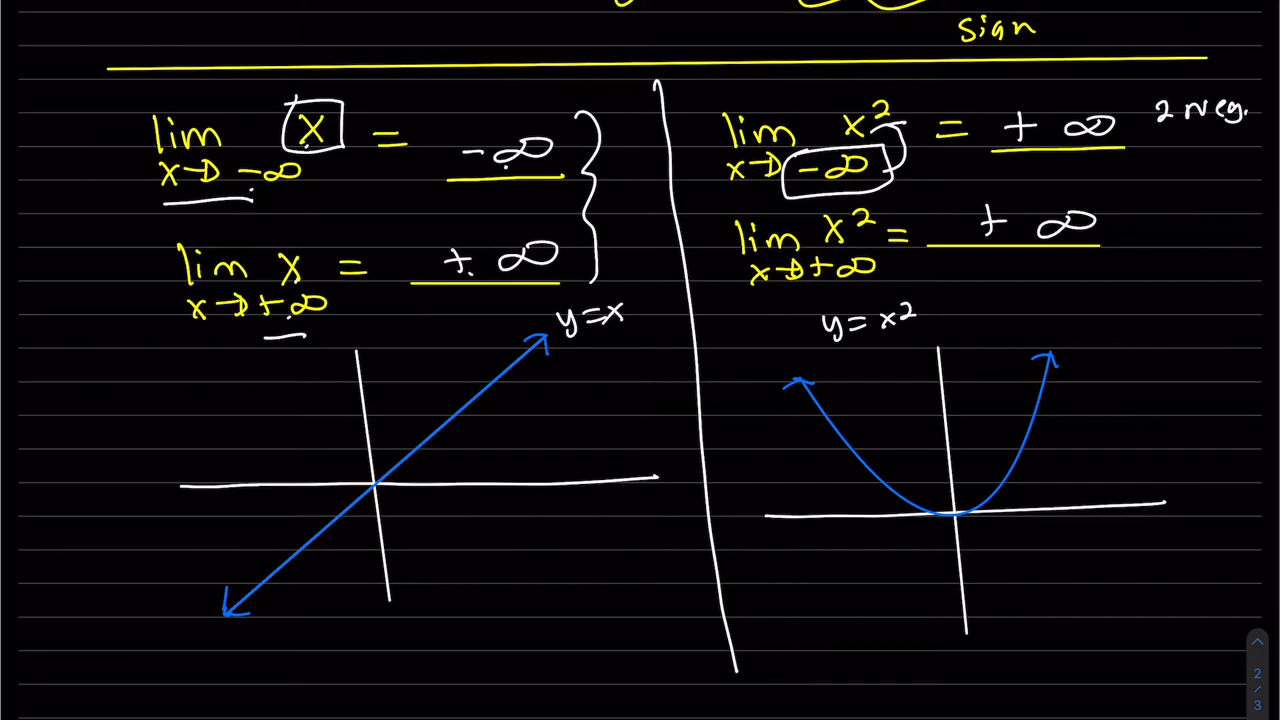 sign
lim x = -∞
x→ -∞
lim x = +∞
x→ +∞
y=x
lim x² = +∞ 2 neg.
x→ -∞
lim x² = +∞
x→ +∞
y= x²
2
/
3